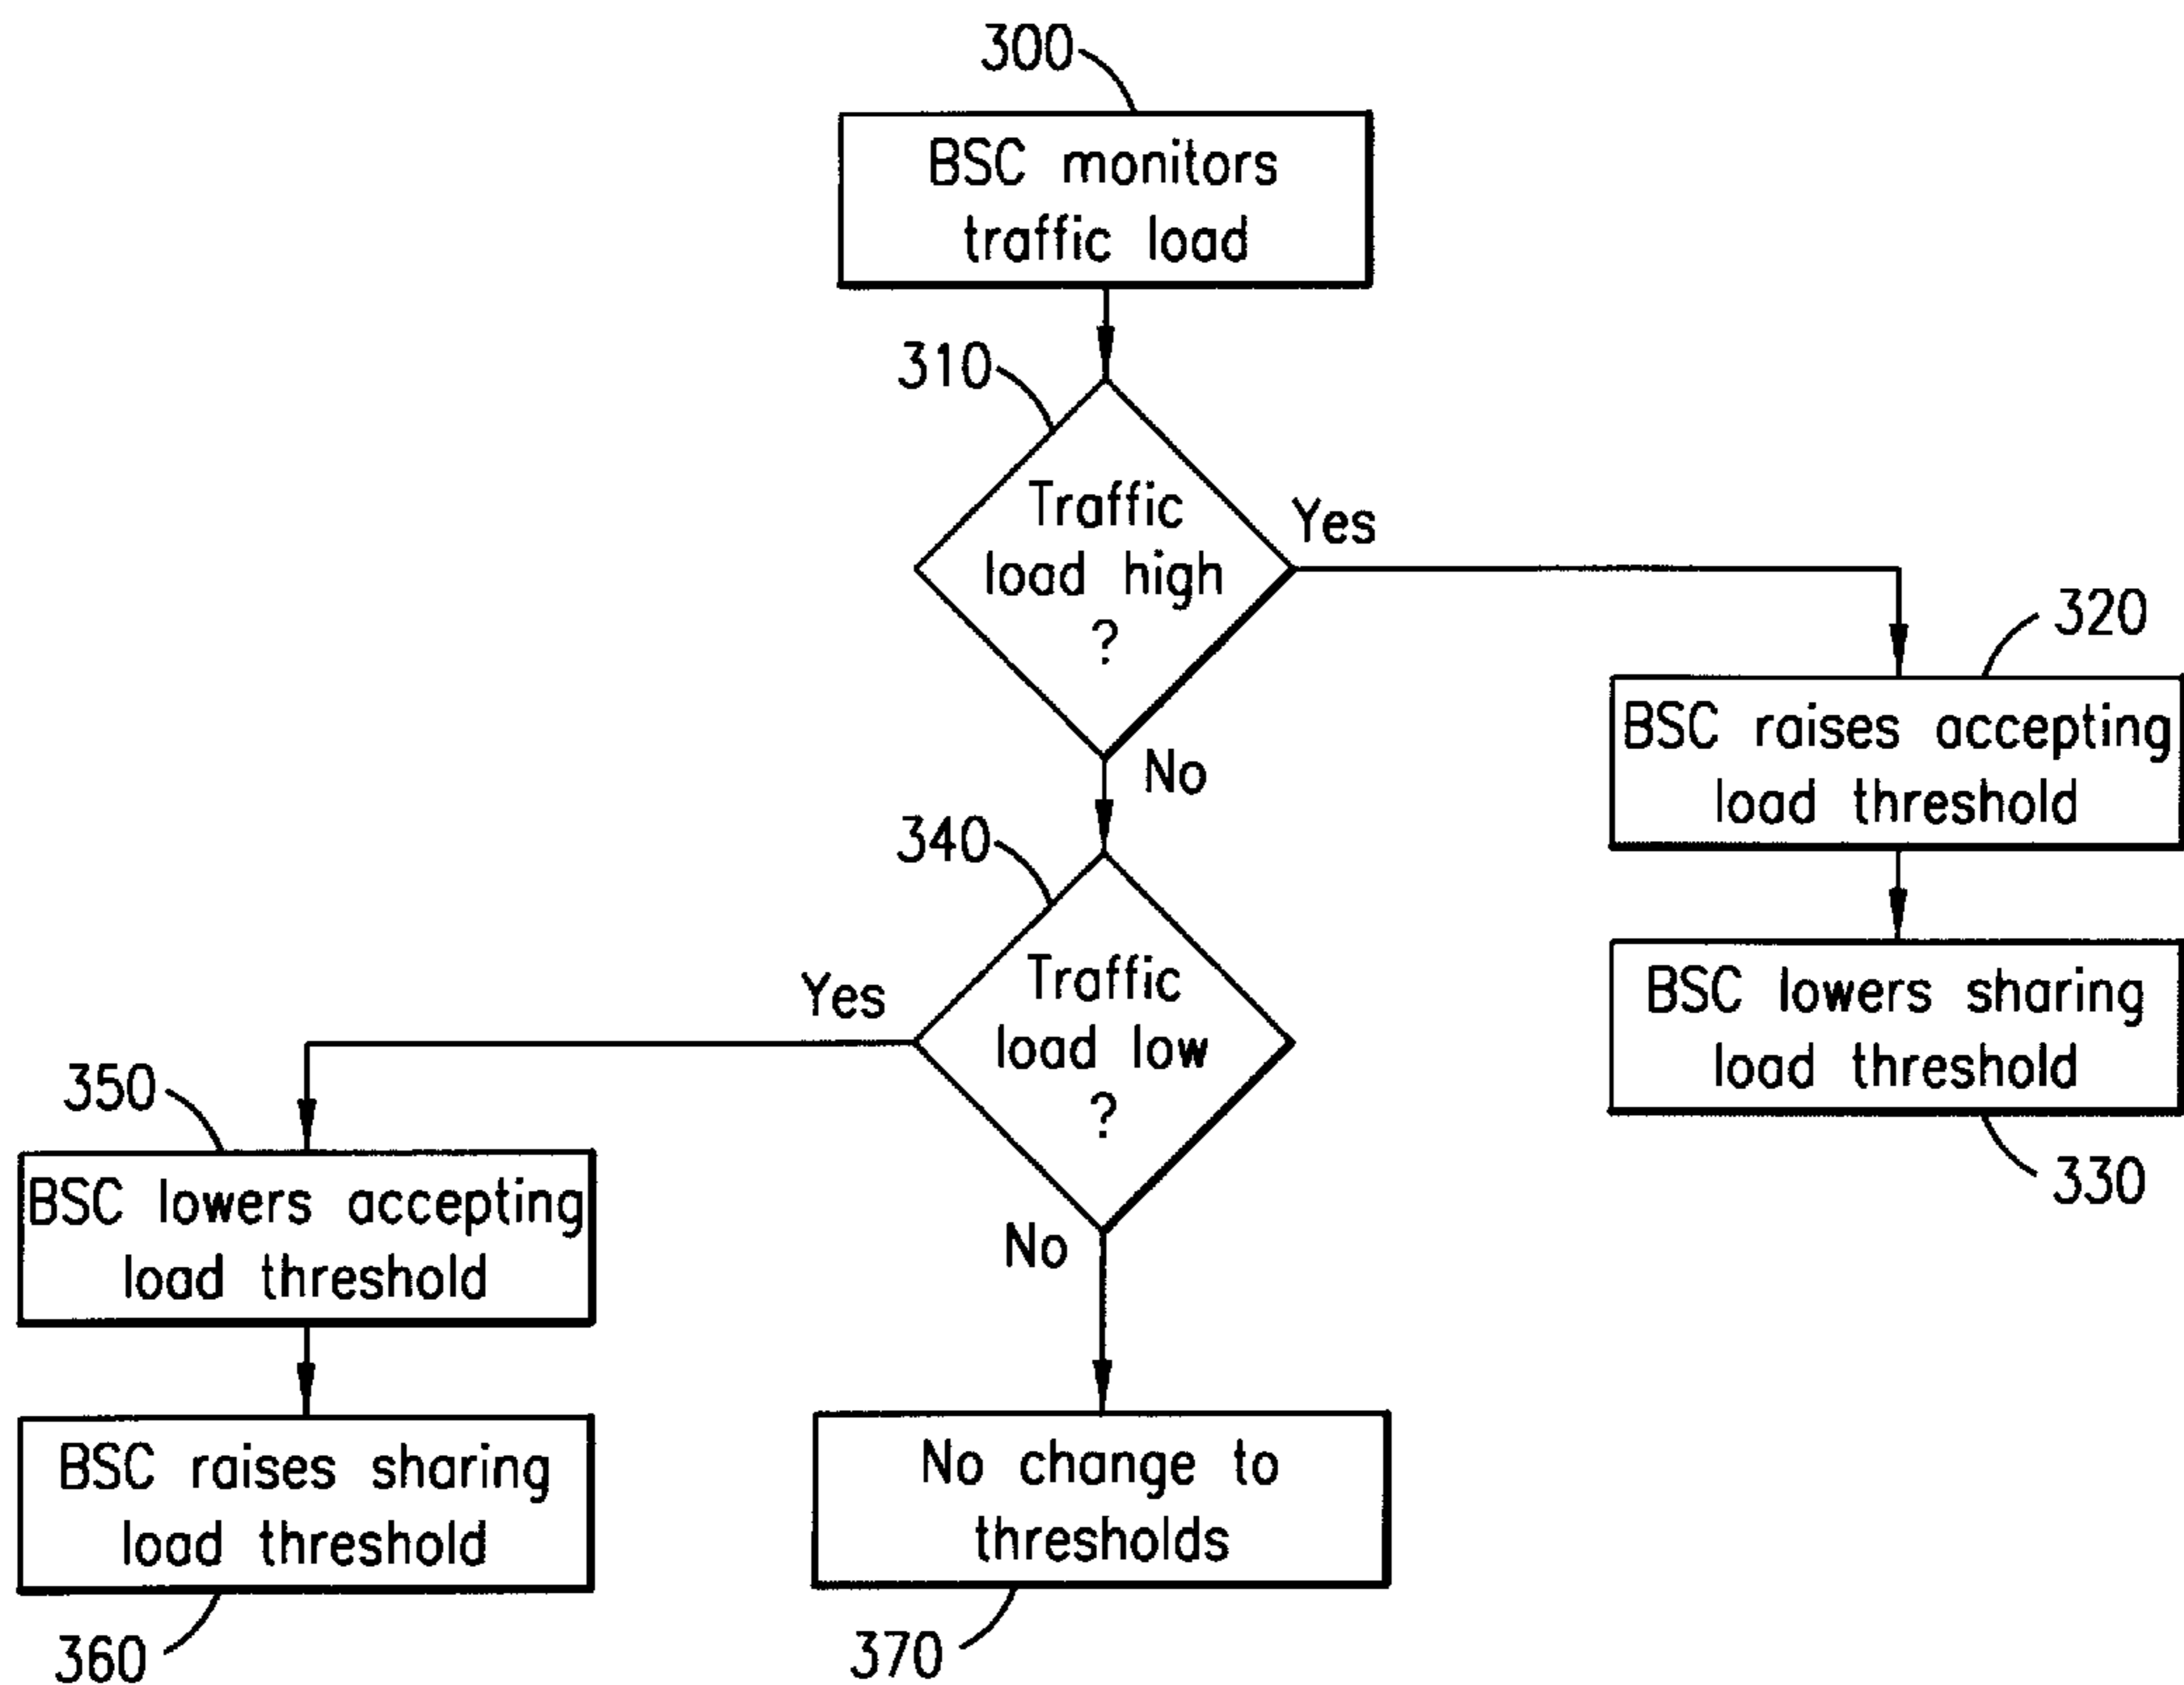 300
BSC monitors
traffic load
310
Traffic
load high
?
Yes
No
320
BSC raises accepting
load threshold
BSC lowers sharing
load threshold
330
340
Traffic
load low
?
Yes
No
350
BSC lowers accepting
load threshold
BSC raises sharing
load threshold
360
No change to
thresholds
370